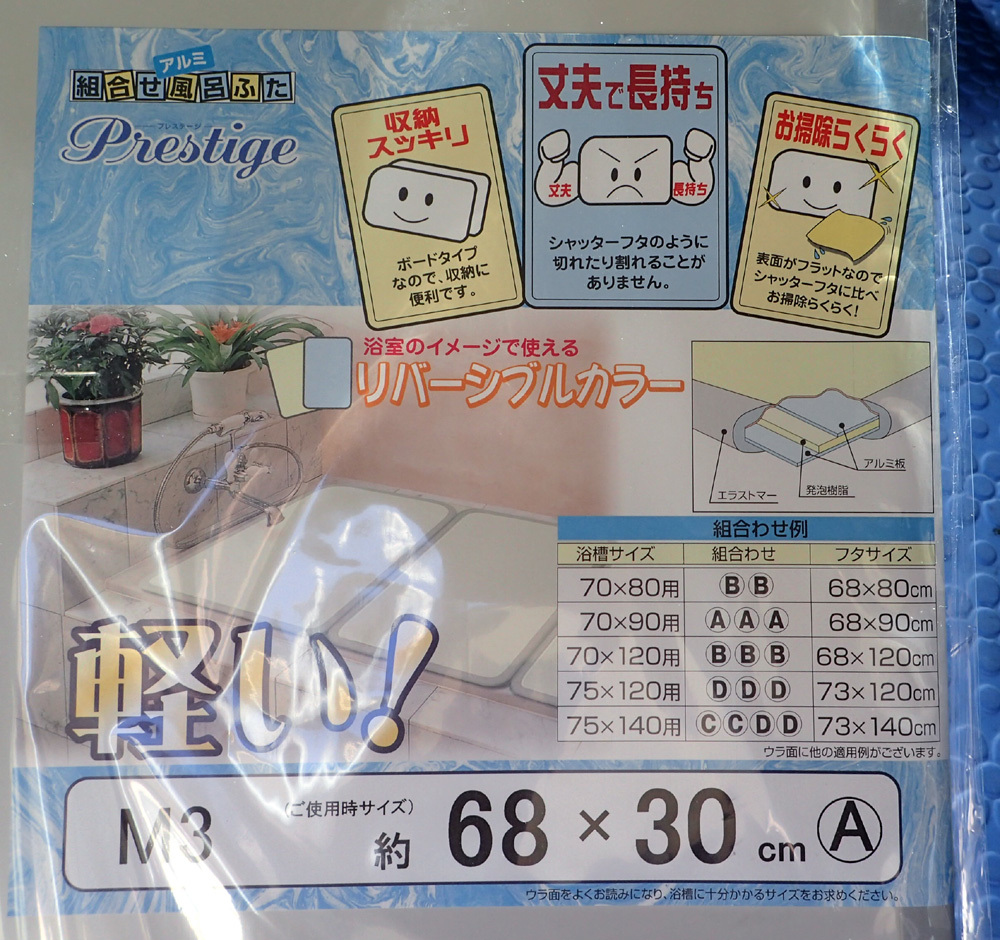 アルミ
組合せ風呂ふた
プレステージ
Prestige
収納
スッキリ
ボードタイプ
なので、収納に
便利です。
丈夫で長持ち
丈夫
長持ち
シャッターフタのように
切れたり割れることが
ありません。
お掃除らくらく
表面がフラットなので
シャッターフタに比べ
お掃除らくらく!
浴室のイメージで使える
リバーシブルカラー
アルミ板
発泡樹脂
エラストマー
軽い!
組合わせ例
浴槽サイズ 組合わせ フタサイズ
70×80用 ⒷⒷ 68×80cm
70×90用 ⒶⒶⒶ 68×90cm
70×120用 ⒷⒷⒷ 68×120cm
75×120用 ⒹⒹⒹ 73×120cm
75×140用 ⒸⒸⒹⒹ 73×140cm
ウラ面に他の適用例がございます。
M3 (ご使用時サイズ) 約 68×30cm Ⓐ
ウラ面をよくお読みになり、浴槽に十分かかるサイズをお求めください。